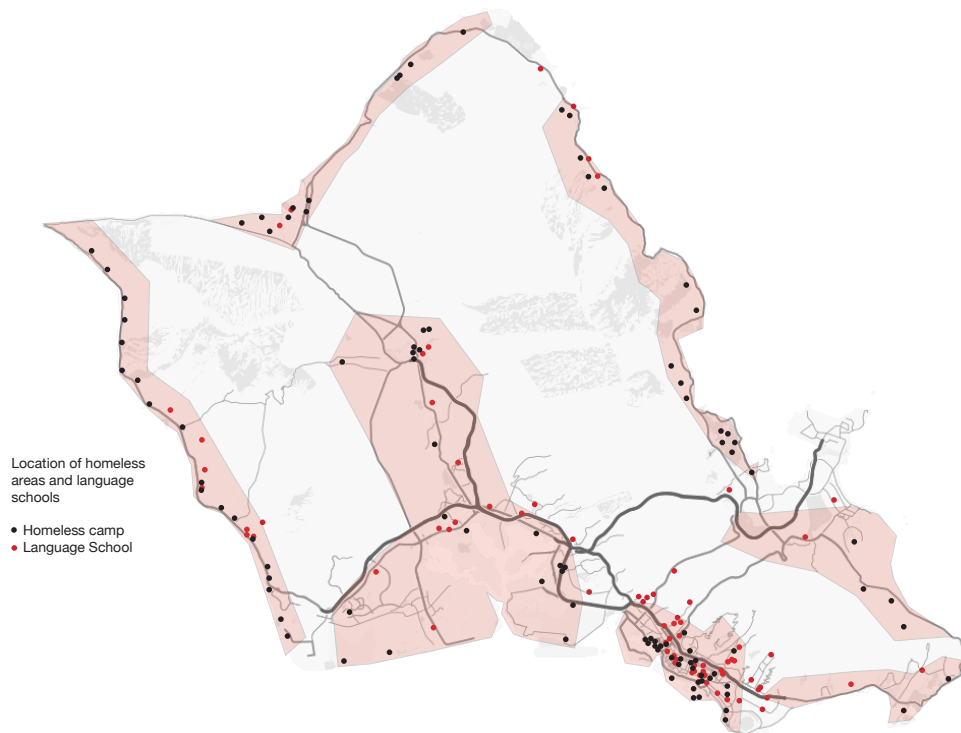 Location of homeless
areas and language
schools
Homeless camp
Language School